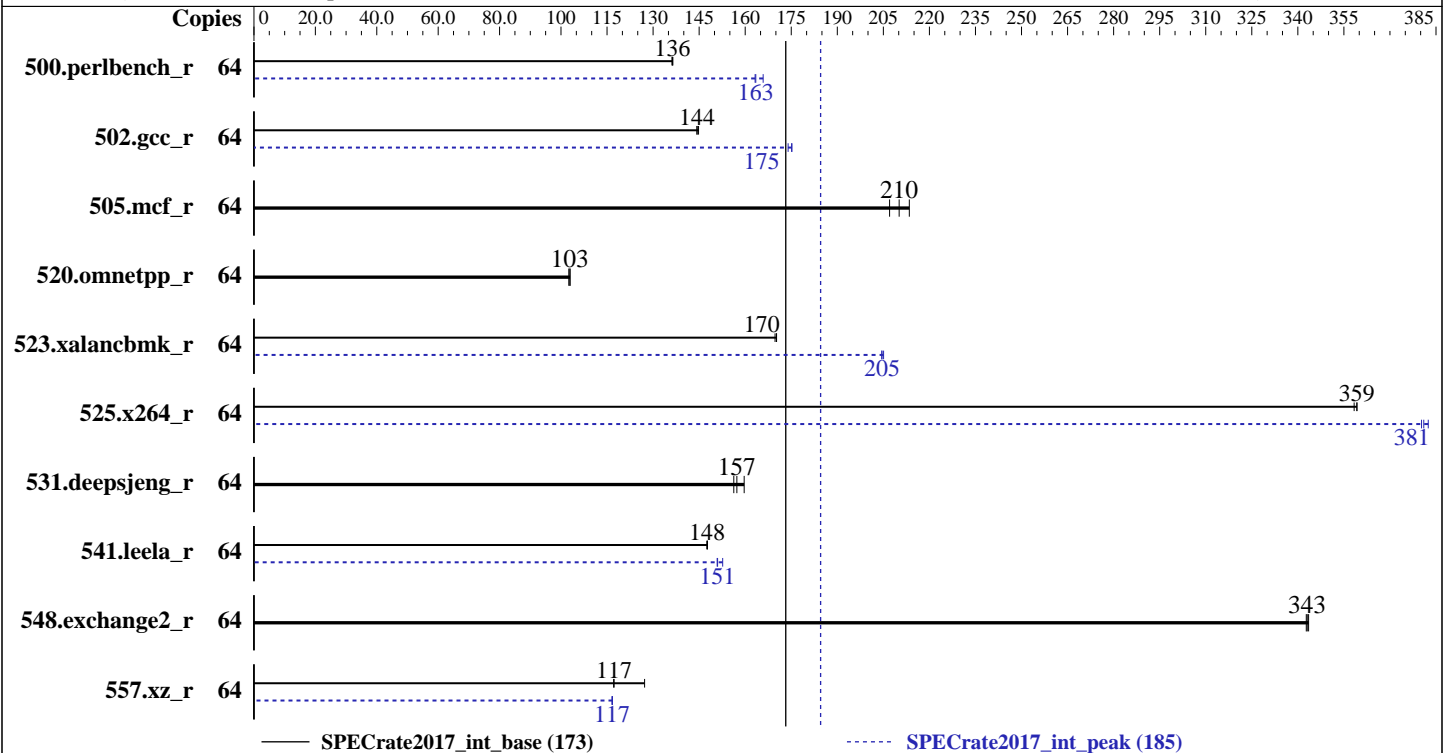 Copies 0 20.0 40.0 60.0 80.0 100 115 130 145 160 175 190 205 220 235 250 265 280 295 310 325 340 355 385
136
500.perlbench_r 64
163
144
502.gcc_r 64
175
210
505.mcf_r 64
103
520.omnetpp_r 64
170
523.xalancbmk_r 64
205
359
525.x264_r 64
381
157
531.deepsjeng_r 64
148
541.leela_r 64
151
343
548.exchange2_r 64
117
557.xz_r 64
117
SPECrate2017_int_base (173) SPECrate2017_int_peak (185)